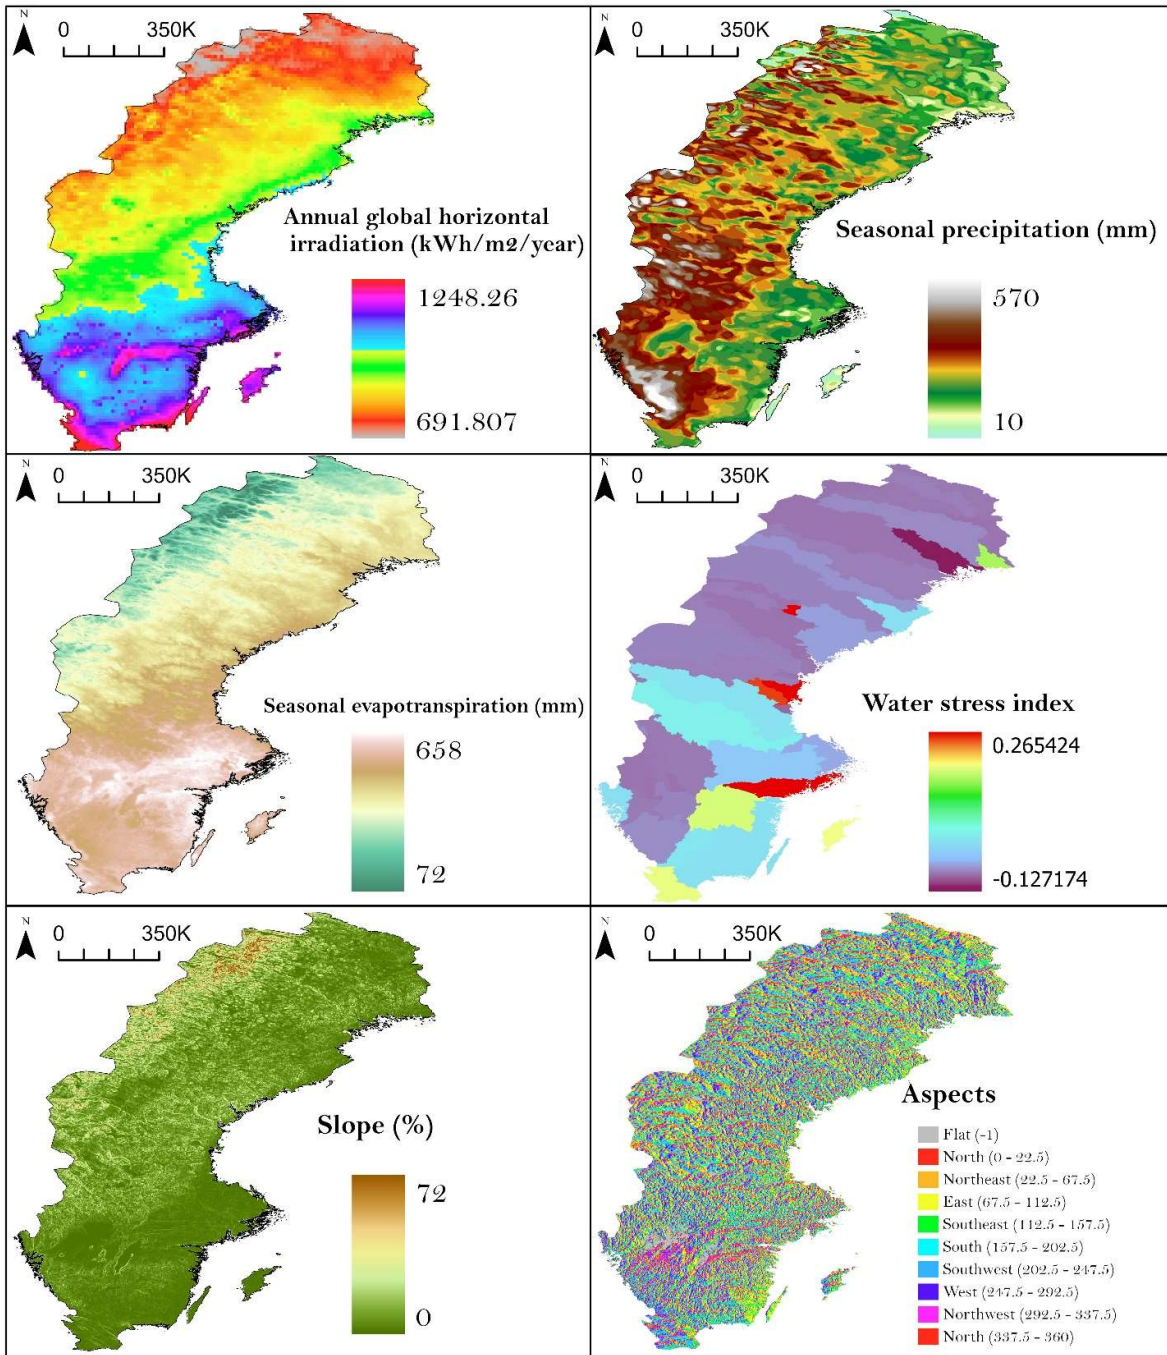 N
0 350K
Annual global horizontal
irradiation (kWh/m2/year)
1248.26
691.807
N
0 350K
Seasonal precipitation (mm)
570
10
N
0 350K
Seasonal evapotranspiration (mm)
658
72
N
0 350K
Water stress index
0.265424
-0.127174
N
0 350K
Slope (%)
72
0
N
0 350K
Aspects
Flat (-1)
North (0 - 22.5)
Northeast (22.5 - 67.5)
East (67.5 - 112.5)
Southeast (112.5 - 157.5)
South (157.5 - 202.5)
Southwest (202.5 - 247.5)
West (247.5 - 292.5)
Northwest (292.5 - 337.5)
North (337.5 - 360)